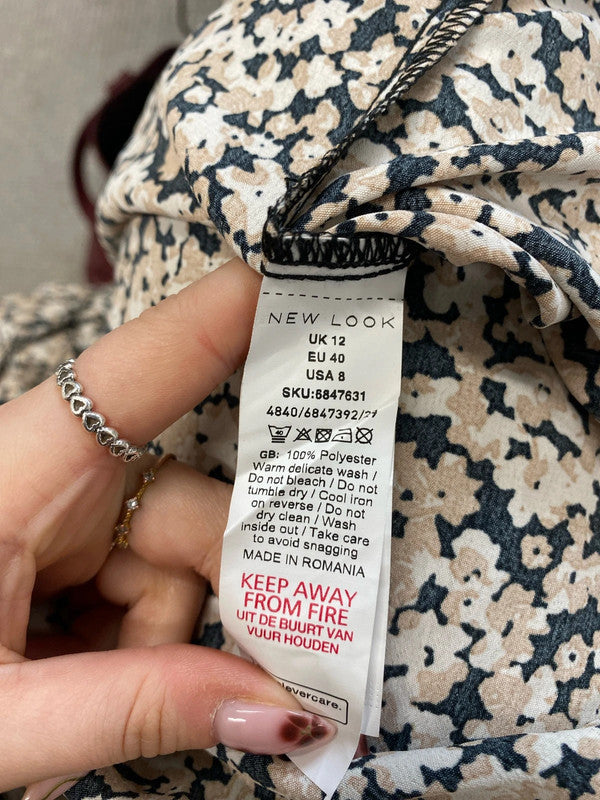 NEW LOOK
UK 12
EU 40
USA 8
SKU:6847631
4840/6847392/
GB: 100% Polyester
Warm delicate wash /
Do not bleach / Do not
tumble dry / Cool iron
on reverse / Do not
dry clean / Wash
inside out / Take care
to avoid snagging
MADE IN ROMANIA
KEEP AWAY
FROM FIRE
UIT DE BUURT VAN
VUUR HOUDEN
clevercare.